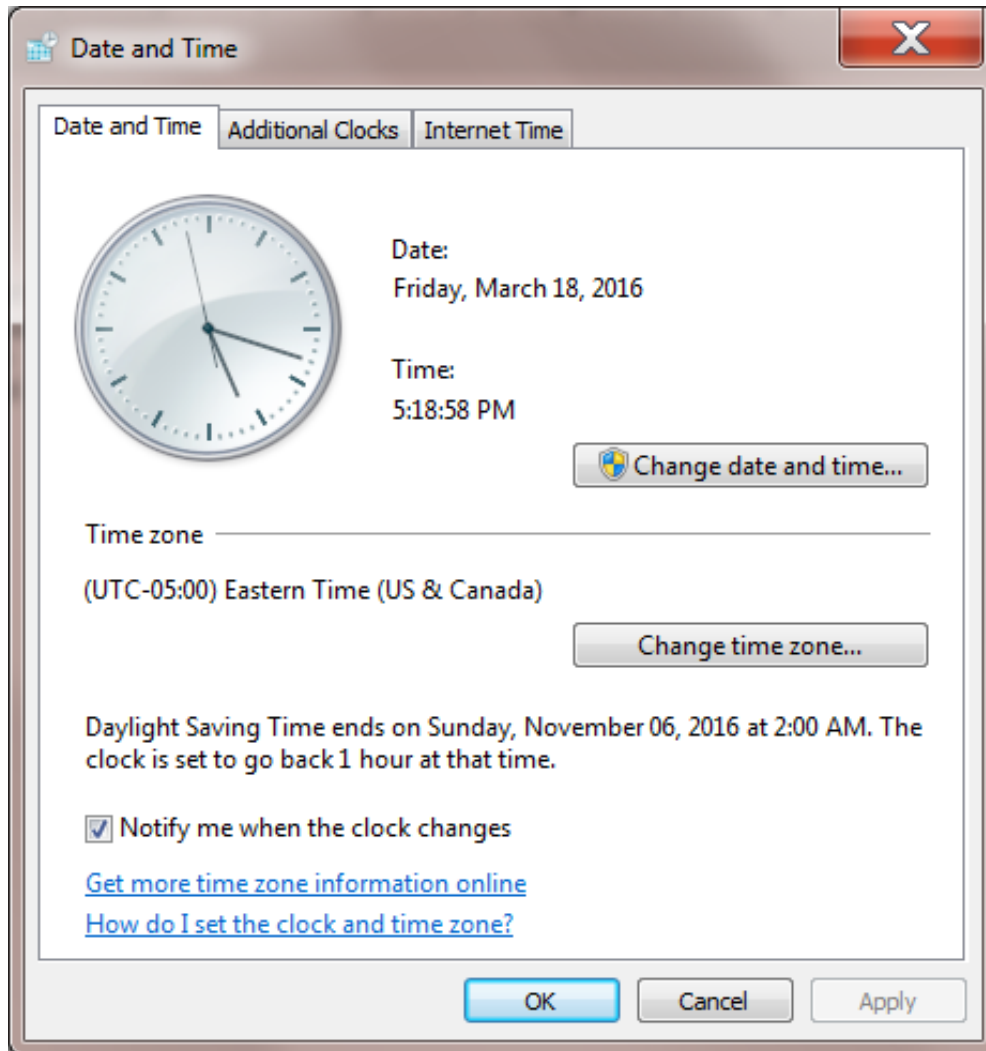 Date and Time
Date and Time Additional Clocks Internet Time
Date:
Friday, March 18, 2016
Time:
5:18:58 PM
Change date and time...
Time zone
(UTC-05:00) Eastern Time (US & Canada)
Change time zone...
Daylight Saving Time ends on Sunday, November 06, 2016 at 2:00 AM. The
clock is set to go back 1 hour at that time.
Notify me when the clock changes
Get more time zone information online
How do I set the clock and time zone?
OK Cancel Apply